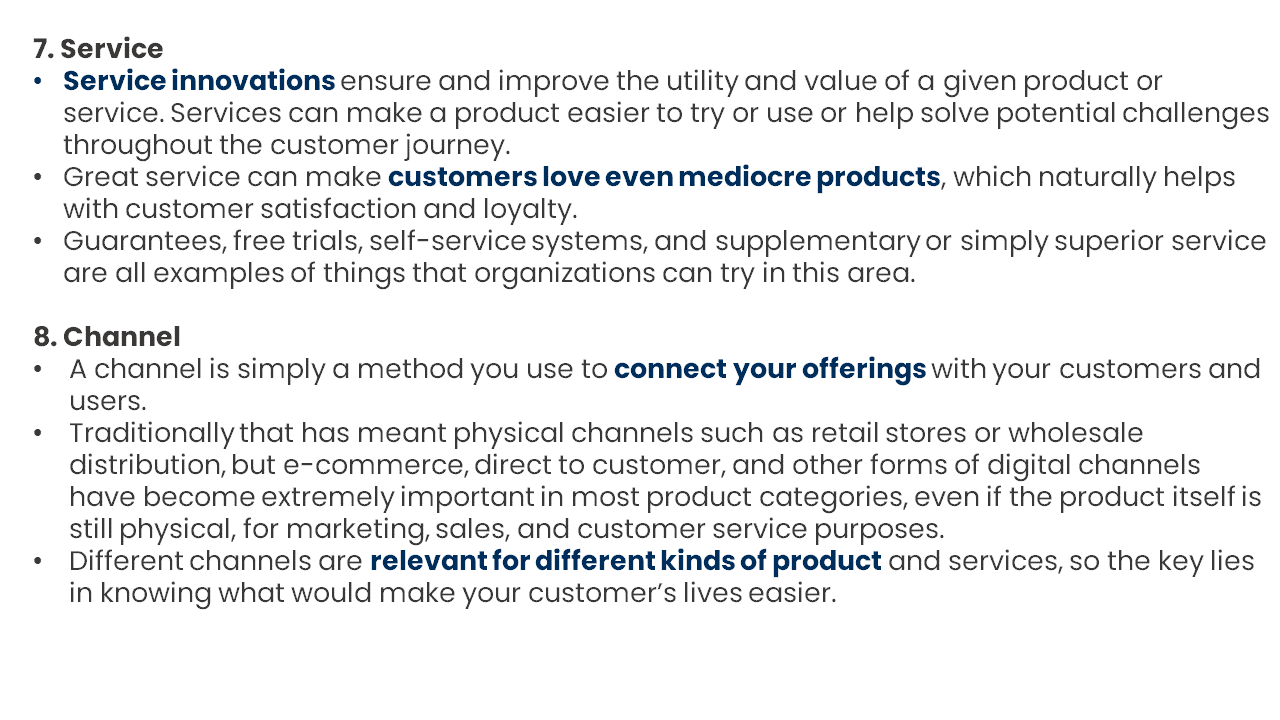 7. Service
• Service innovations ensure and improve the utility and value of a given product or
service. Services can make a product easier to try or use or help solve potential challenges
throughout the customer journey.
• Great service can make customers love even mediocre products, which naturally helps
with customer satisfaction and loyalty.
• Guarantees, free trials, self-service systems, and supplementary or simply superior service
are all examples of things that organizations can try in this area.
8. Channel
• A channel is simply a method you use to connect your offerings with your customers and
users.
• Traditionally that has meant physical channels such as retail stores or wholesale
distribution, but e-commerce, direct to customer, and other forms of digital channels
have become extremely important in most product categories, even if the product itself is
still physical, for marketing, sales, and customer service purposes.
• Different channels are relevant for different kinds of product and services, so the key lies
in knowing what would make your customer's lives easier.